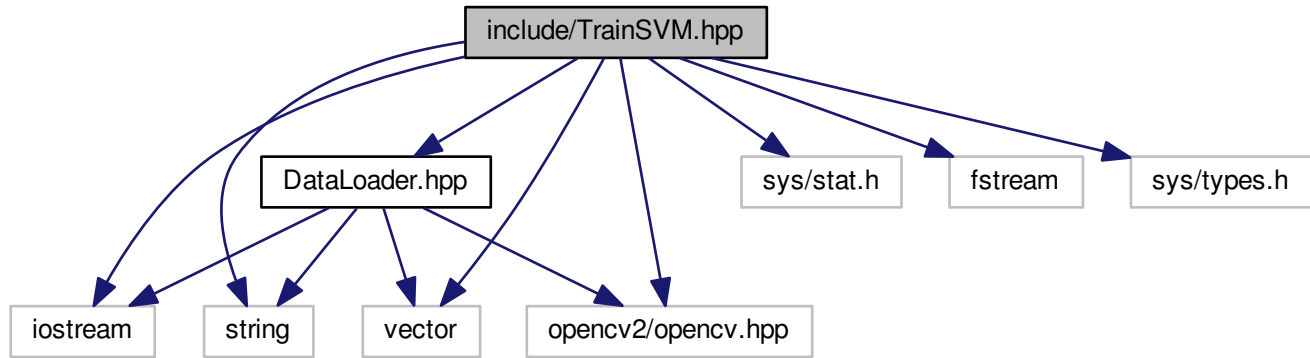 include/TrainSVM.hpp
DataLoader.hpp
sys/stat.h
fstream
sys/types.h
iostream
string
vector
opencv2/opencv.hpp